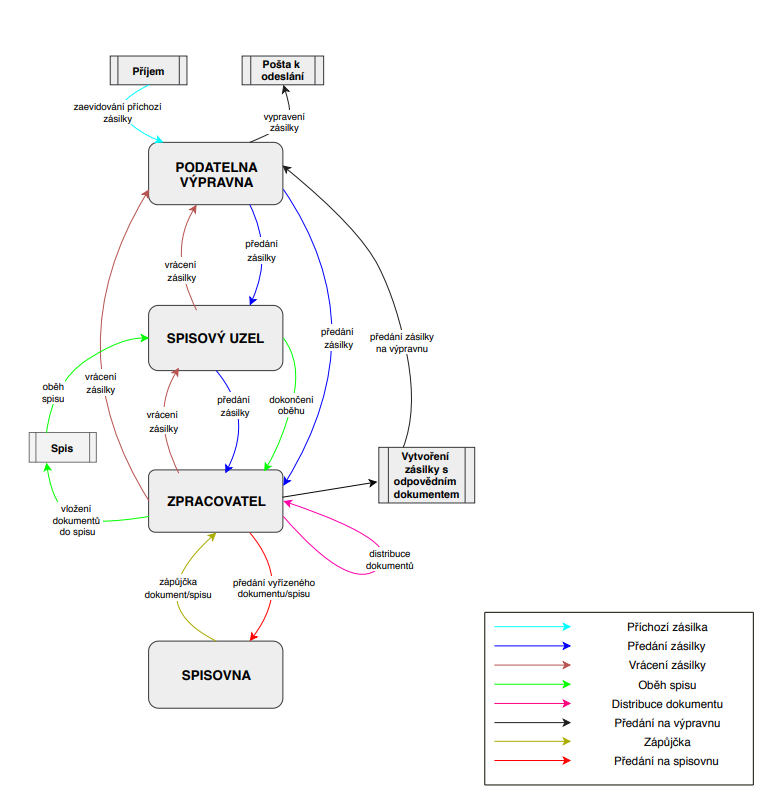 Příjem
Pošta k
odeslání
zaevidování příchozí
zásilky
vypravení
zásilky
PODATELNA
VÝPRAVNA
předání
zásilky
vrácení
zásilky
SPISOVÝ UZEL
předání
zásilky
předání zásilky
na výpravnu
vrácení
zásilky
oběh
spisu
předání
zásilky
dokončení
oběhu
vrácení
zásilky
Spis
Vytvoření
zásilky s
odpovědním
dokumentem
ZPRACOVATEL
vložení
dokumentů
do spisu
distribuce
dokumentů
zápůjčka
dokument/spisu
předání vyřízeného
dokumentu/spisu
SPISOVNA
Příchozí zásilka
Předání zásilky
Vrácení zásilky
Oběh spisu
Distribuce dokumentu
Předání na výpravnu
Zápůjčka
Předání na spisovnu